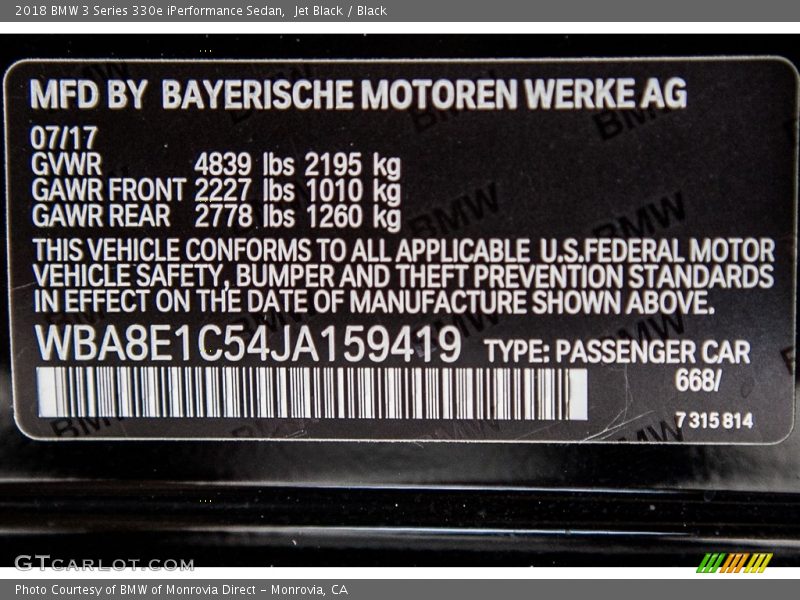 2018 BMW 3 Series 330e iPerformance Sedan, Jet Black / Black
MFD BY BAYERISCHE MOTOREN WERKE AG
07/17
GVWR 4839 lbs 2195 kg
GAWR FRONT 2227 lbs 1010 kg
GAWR REAR 2778 lbs 1260 kg
THIS VEHICLE CONFORMS TO ALL APPLICABLE U.S.FEDERAL MOTOR
VEHICLE SAFETY, BUMPER AND THEFT PREVENTION STANDARDS
IN EFFECT ON THE DATE OF MANUFACTURE SHOWN ABOVE.
WBA8E1C54JA159419 TYPE: PASSENGER CAR
668/
7 315 814
GTCARLOT.COM
Photo Courtesy of BMW of Monrovia Direct - Monrovia, CA